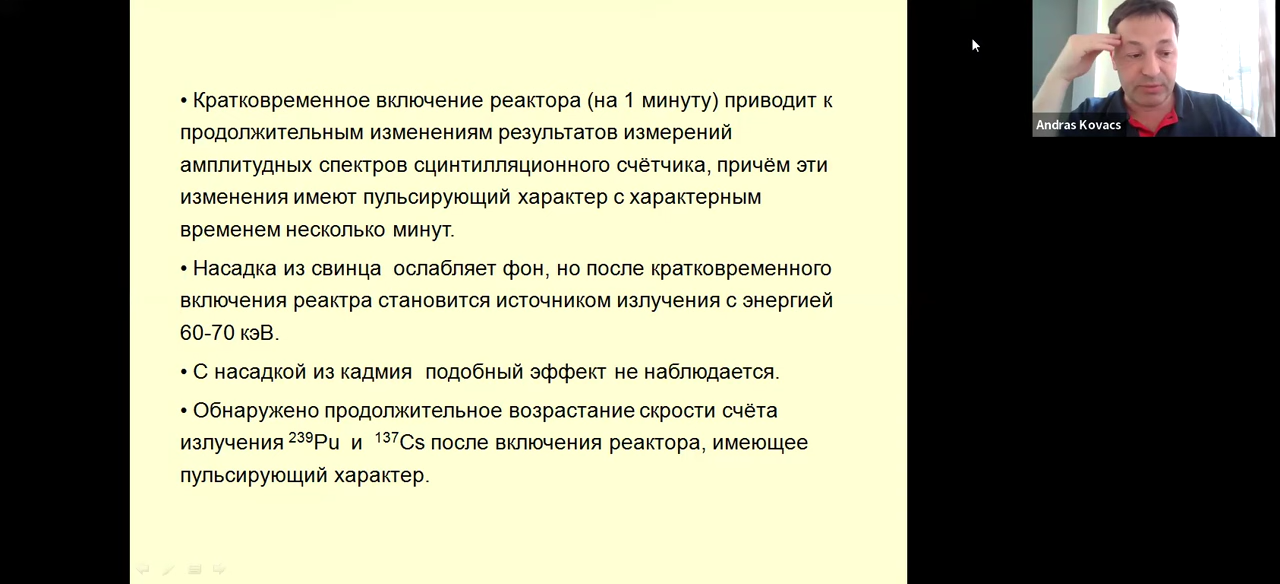 • Кратковременное включение реактора (на 1 минуту) приводит к
продолжительным изменениям результатов измерений
амплитудных спектров сцинтилляционного счётчика, причём эти
изменения имеют пульсирующий характер с характерным
временем несколько минут.
• Насадка из свинца ослабляет фон, но после кратковременного
включения реактра становится источником излучения с энергией
60-70 кэВ.
• С насадкой из кадмия подобный эффект не наблюдается.
• Обнаружено продолжительное возрастание скрости счёта
излучения ²³⁹Pu и ¹³⁷Cs после включения реактора, имеющее
пульсирующий характер.
Andras Kovacs